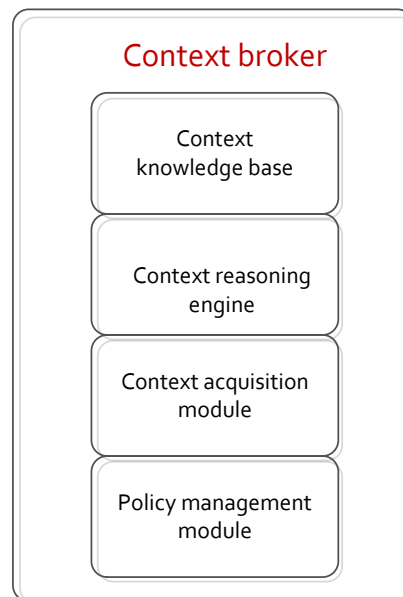 Context broker
Context
knowledge base
Context reasoning
engine
Context acquisition
module
Policy management
module